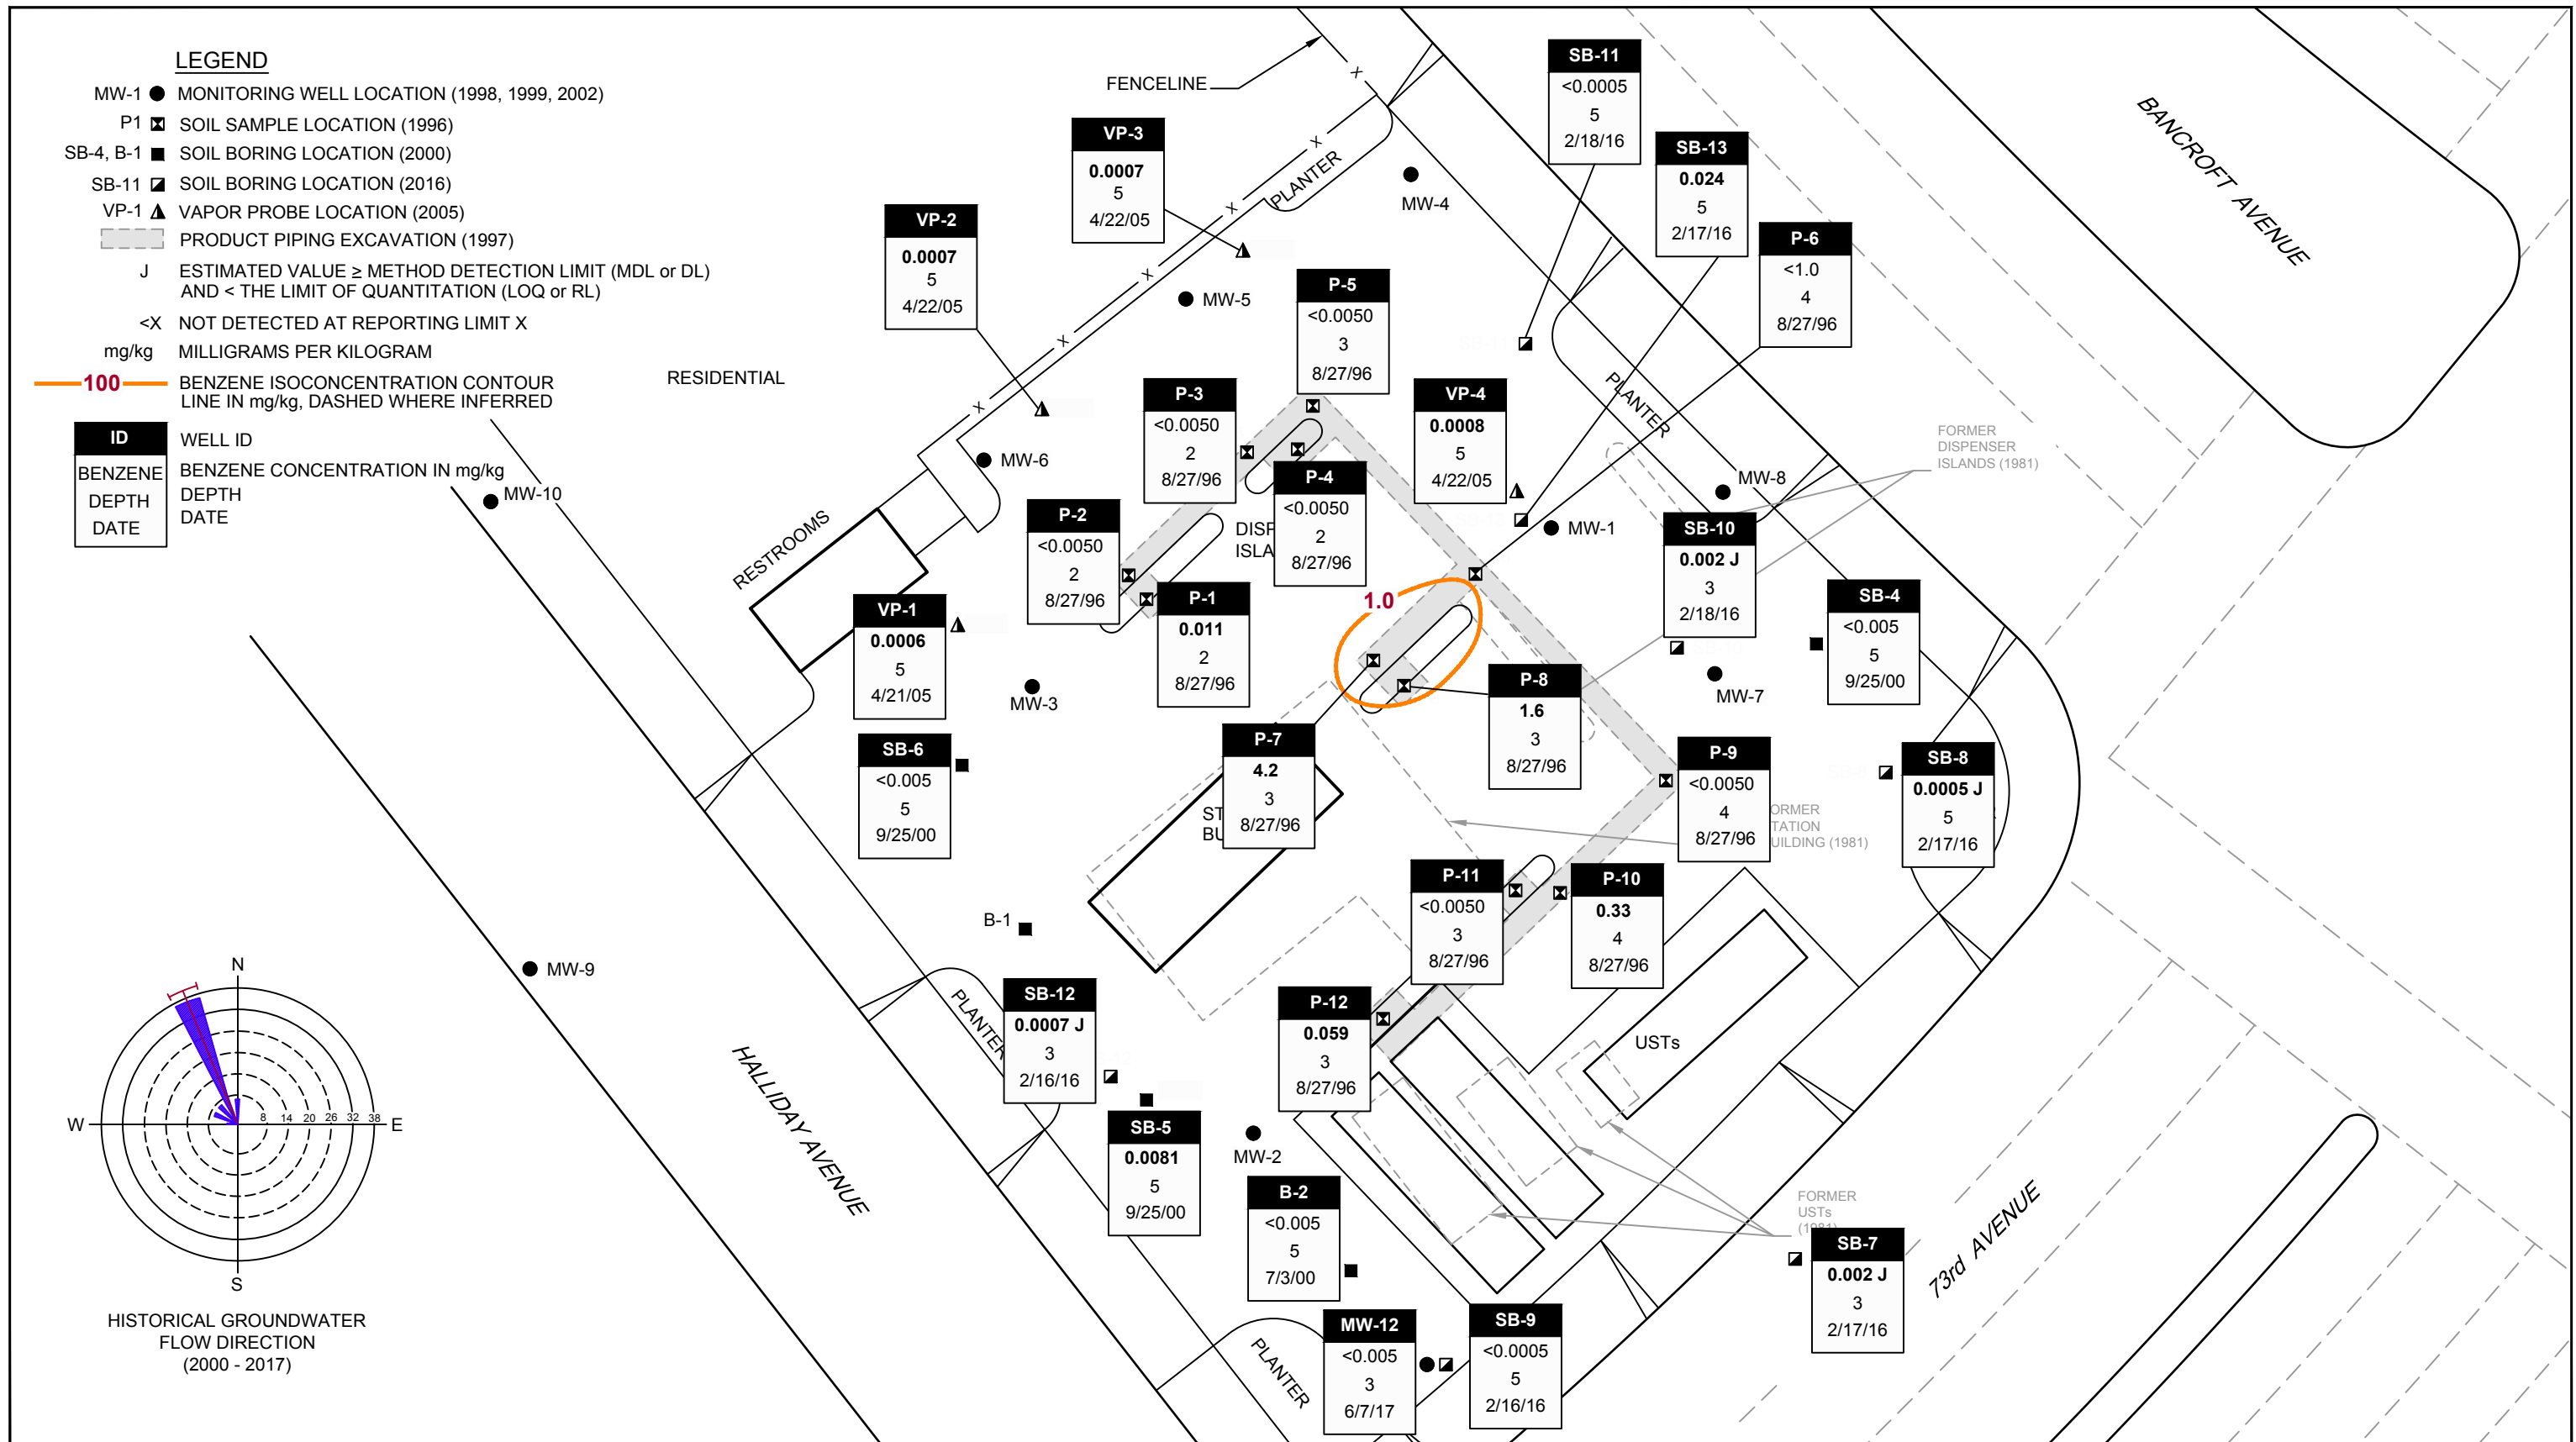 LEGEND
MW-1 MONITORING WELL LOCATION (1998, 1999, 2002)
P1 SOIL SAMPLE LOCATION (1996)
SB-4, B-1 SOIL BORING LOCATION (2000)
SB-11 SOIL BORING LOCATION (2016)
VP-1 VAPOR PROBE LOCATION (2005)
PRODUCT PIPING EXCAVATION (1997)
J ESTIMATED VALUE ≥ METHOD DETECTION LIMIT (MDL or DL)
AND < THE LIMIT OF QUANTITATION (LOQ or RL)
<X NOT DETECTED AT REPORTING LIMIT X
mg/kg MILLIGRAMS PER KILOGRAM
100 BENZENE ISOCONCENTRATION CONTOUR
LINE IN mg/kg, DASHED WHERE INFERRED
ID WELL ID
BENZENE BENZENE CONCENTRATION IN mg/kg
DEPTH DEPTH
DATE DATE
FENCELINE
X
X
X
X
X
X
PLANTER
RESIDENTIAL
BANCROFT AVENUE
SB-11
<0.0005
5
2/18/16
SB-13
0.024
5
2/17/16
P-6
<1.0
4
8/27/96
VP-3
0.0007
5
4/22/05
VP-2
0.0007
5
4/22/05
MW-4
MW-5
P-5
<0.0050
3
8/27/96
P-3
<0.0050
2
8/27/96
VP-4
0.0008
5
4/22/05
PLANTER
FORMER
DISPENSER
ISLANDS (1981)
MW-6
MW-10
MW-8
MW-1
P-4
<0.0050
2
8/27/96
P-2
<0.0050
2
8/27/96
DISP
ISLA
RESTROOMS
SB-10
0.002 J
3
2/18/16
SB-4
<0.005
5
9/25/00
VP-1
0.0006
5
4/21/05
P-1
0.011
2
8/27/96
1.0
MW-3
MW-7
P-8
1.6
3
8/27/96
P-7
4.2
3
8/27/96
SB-6
<0.005
5
9/25/00
P-9
<0.0050
4
8/27/96
SB-8
0.0005 J
5
2/17/16
ST
BU
ORMER
TATION
UILDING (1981)
P-11
<0.0050
3
8/27/96
P-10
0.33
4
8/27/96
B-1
MW-9
PLANTER
SB-12
0.0007 J
3
2/16/16
P-12
0.059
3
8/27/96
USTs
HALLIDAY AVENUE
SB-5
0.0081
5
9/25/00
MW-2
B-2
<0.005
5
7/3/00
FORMER
USTs
(1981)
SB-7
0.002 J
3
2/17/16
73rd AVENUE
PLANTER
MW-12
<0.005
3
6/7/17
SB-9
<0.0005
5
2/16/16
N
W 8 14 20 26 32 38 E
S
HISTORICAL GROUNDWATER
FLOW DIRECTION
(2000 - 2017)